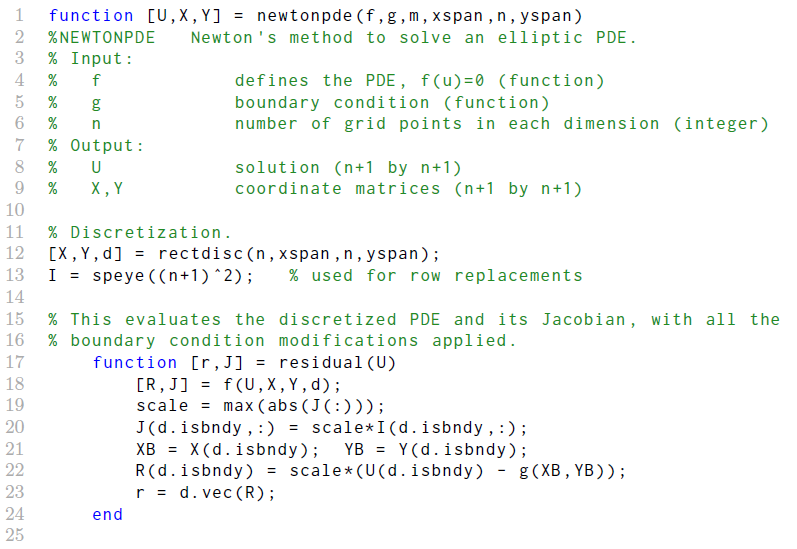 1 function [U,X,Y] = newtonpde(f,g,m,xspan,n,yspan)
2 %NEWTONPDE   Newton's method to solve an elliptic PDE.
3 % Input:
4 %   f            defines the PDE, f(u)=0 (function)
5 %   g            boundary condition (function)
6 %   n            number of grid points in each dimension (integer)
7 % Output:
8 %   U            solution (n+1 by n+1)
9 %   X,Y          coordinate matrices (n+1 by n+1)
10
11 % Discretization.
12 [X,Y,d] = rectdisc(n,xspan,n,yspan);
13 I = speye((n+1)^2);   % used for row replacements
14
15 % This evaluates the discretized PDE and its Jacobian, with all the
16 % boundary condition modifications applied.
17     function [r,J] = residual(U)
18         [R,J] = f(U,X,Y,d);
19         scale = max(abs(J(:)));
20         J(d.isbndy,:) = scale*I(d.isbndy,:);
21         XB = X(d.isbndy);  YB = Y(d.isbndy);
22         R(d.isbndy) = scale*(U(d.isbndy) - g(XB,YB));
23         r = d.vec(R);
24     end
25